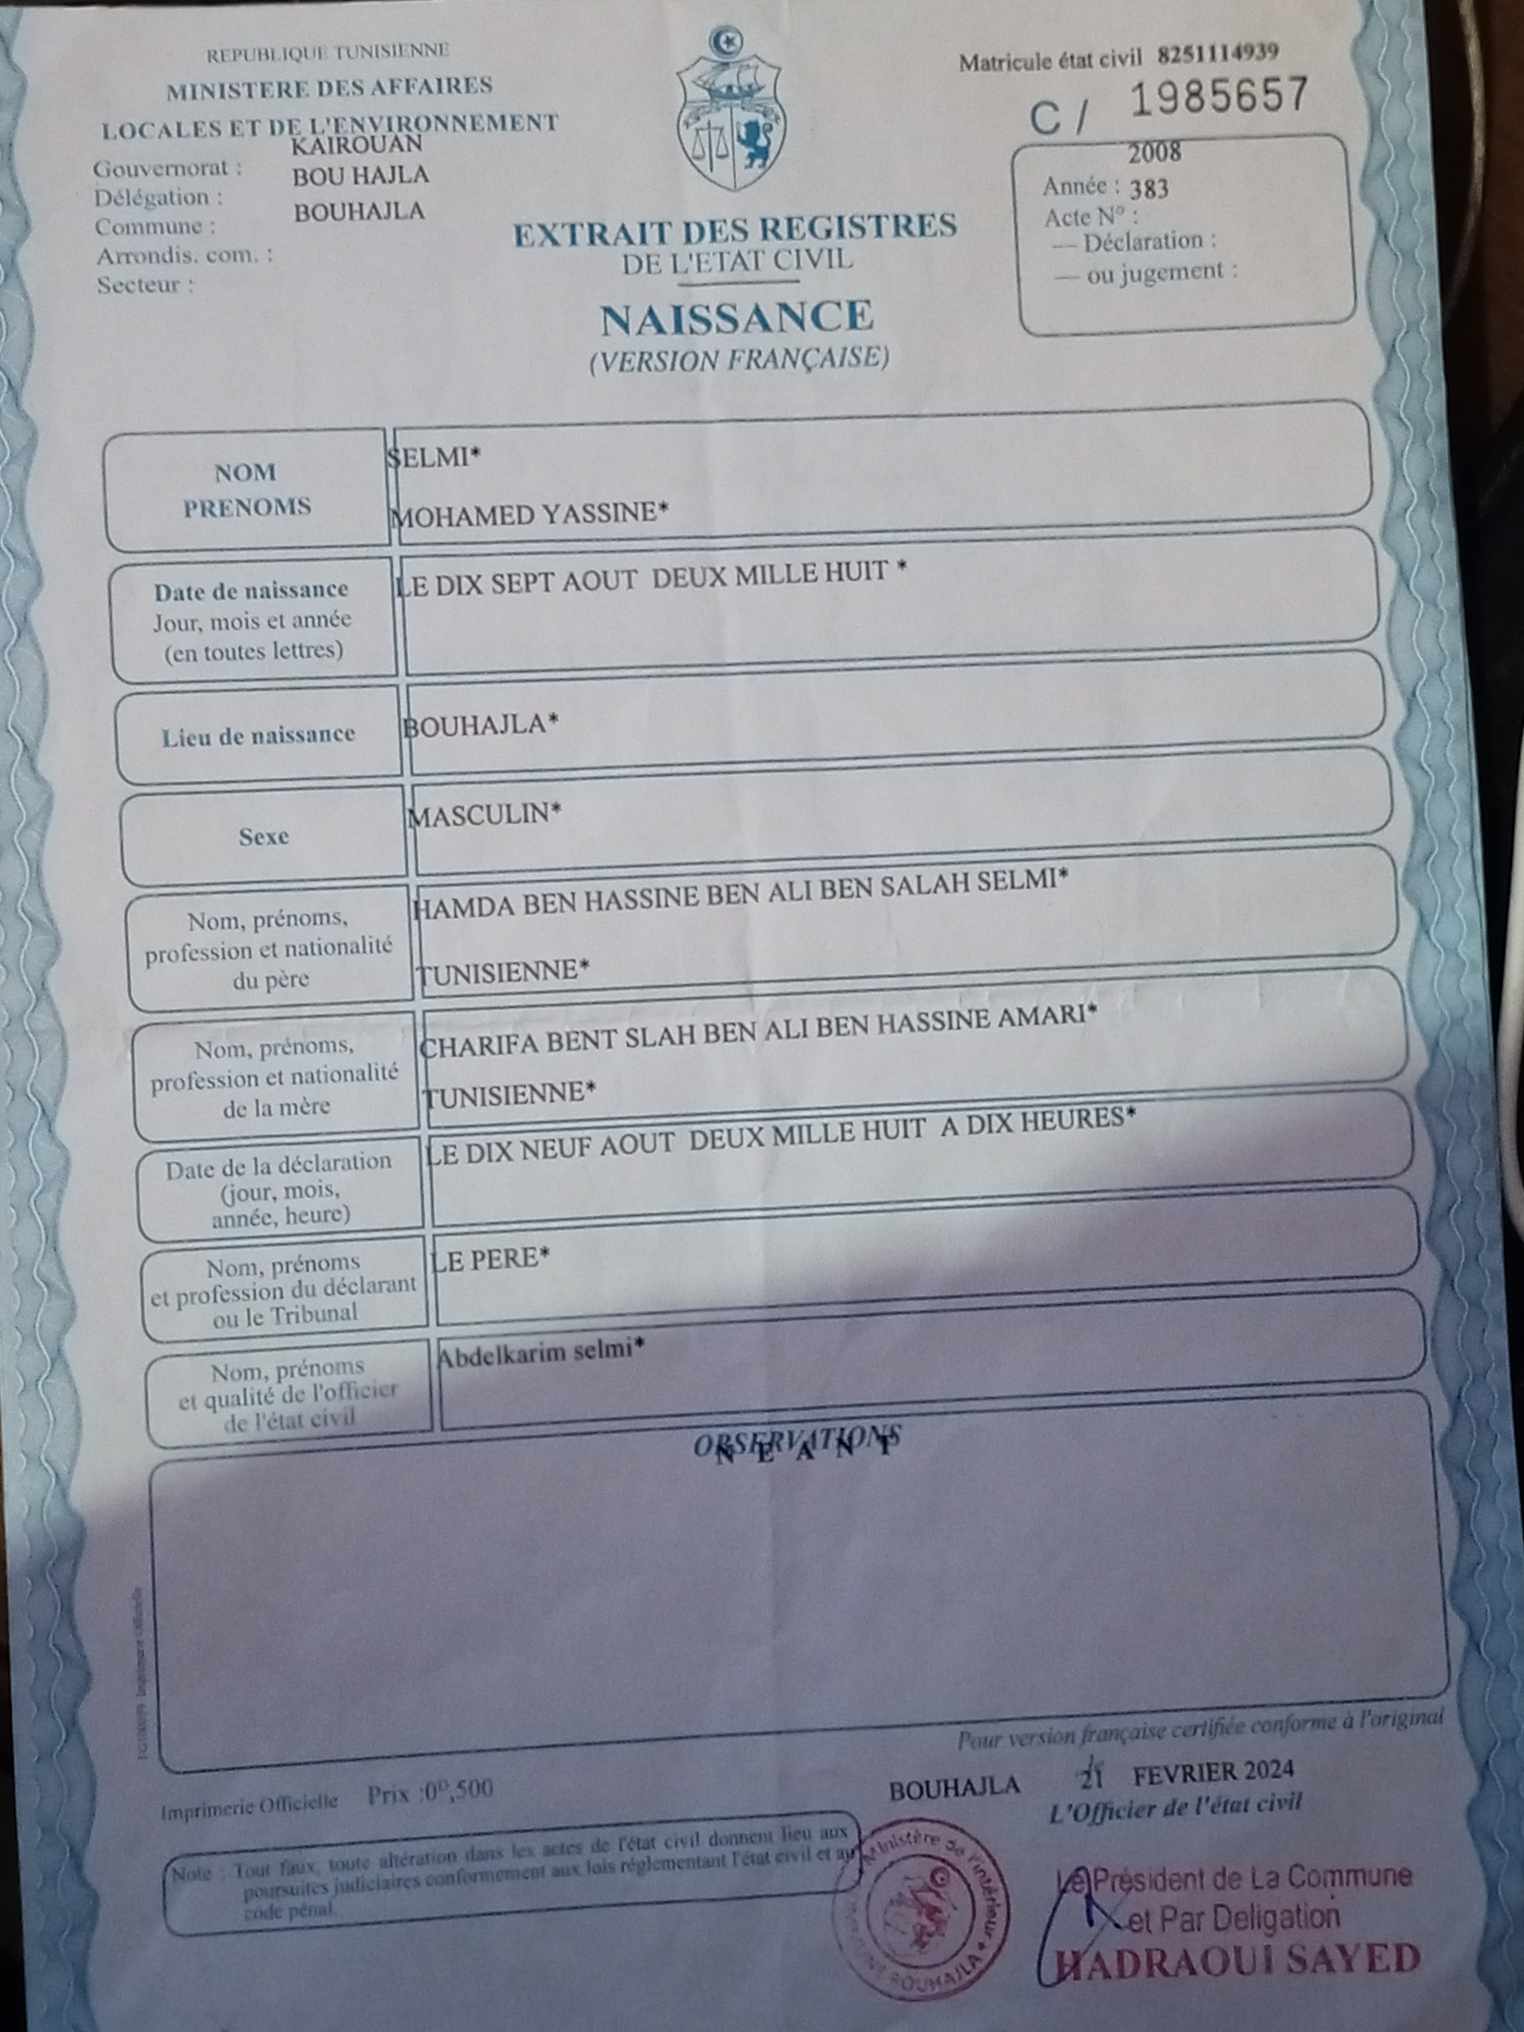 REPUBLIQUE TUNISIENNE
MINISTERE DES AFFAIRES
LOCALES ET DE L'ENVIRONNEMENT
Gouvernorat : KAIROUAN
Délégation : BOU HAJLA
Commune : BOUHAJLA
Arrondis. com. :
Secteur :
Matricule état civil 8251114939
C / 1985657
2008
Année : 383
Acte N° :
— Déclaration :
— ou jugement :
EXTRAIT DES REGISTRES
DE L'ETAT CIVIL
NAISSANCE
(VERSION FRANÇAISE)
NOM
PRENOMS
SELMI*
MOHAMED YASSINE*
Date de naissance
Jour, mois et année
(en toutes lettres)
LE DIX SEPT AOUT DEUX MILLE HUIT *
Lieu de naissance
BOUHAJLA*
Sexe
MASCULIN*
Nom, prénoms,
profession et nationalité
du père
HAMDA BEN HASSINE BEN ALI BEN SALAH SELMI*
TUNISIENNE*
Nom, prénoms,
profession et nationalité
de la mère
CHARIFA BENT SLAH BEN ALI BEN HASSINE AMARI*
TUNISIENNE*
Date de la déclaration
(jour, mois,
année, heure)
LE DIX NEUF AOUT DEUX MILLE HUIT A DIX HEURES*
Nom, prénoms
et profession du déclarant
ou le Tribunal
LE PERE*
Nom, prénoms
et qualité de l'officier
de l'état civil
Abdelkarim selmi*
OBSERVATIONS
N E A N T
Pour version française certifiée conforme à l'original
BOUHAJLA le 21 FEVRIER 2024
L'Officier de l'état civil
Imprimerie Officielle Prix :0ᴰ,500
Note : Tout faux, toute altération dans les actes de l'état civil donnent lieu aux
poursuites judiciaires conformement aux lois réglementant l'état civil et au
code pénal.
Ministère de l'intérieur
BOUHAJLA
Le Président de La Commune
et Par Deligation
HADRAOUI SAYED
Imprimerie Officielle